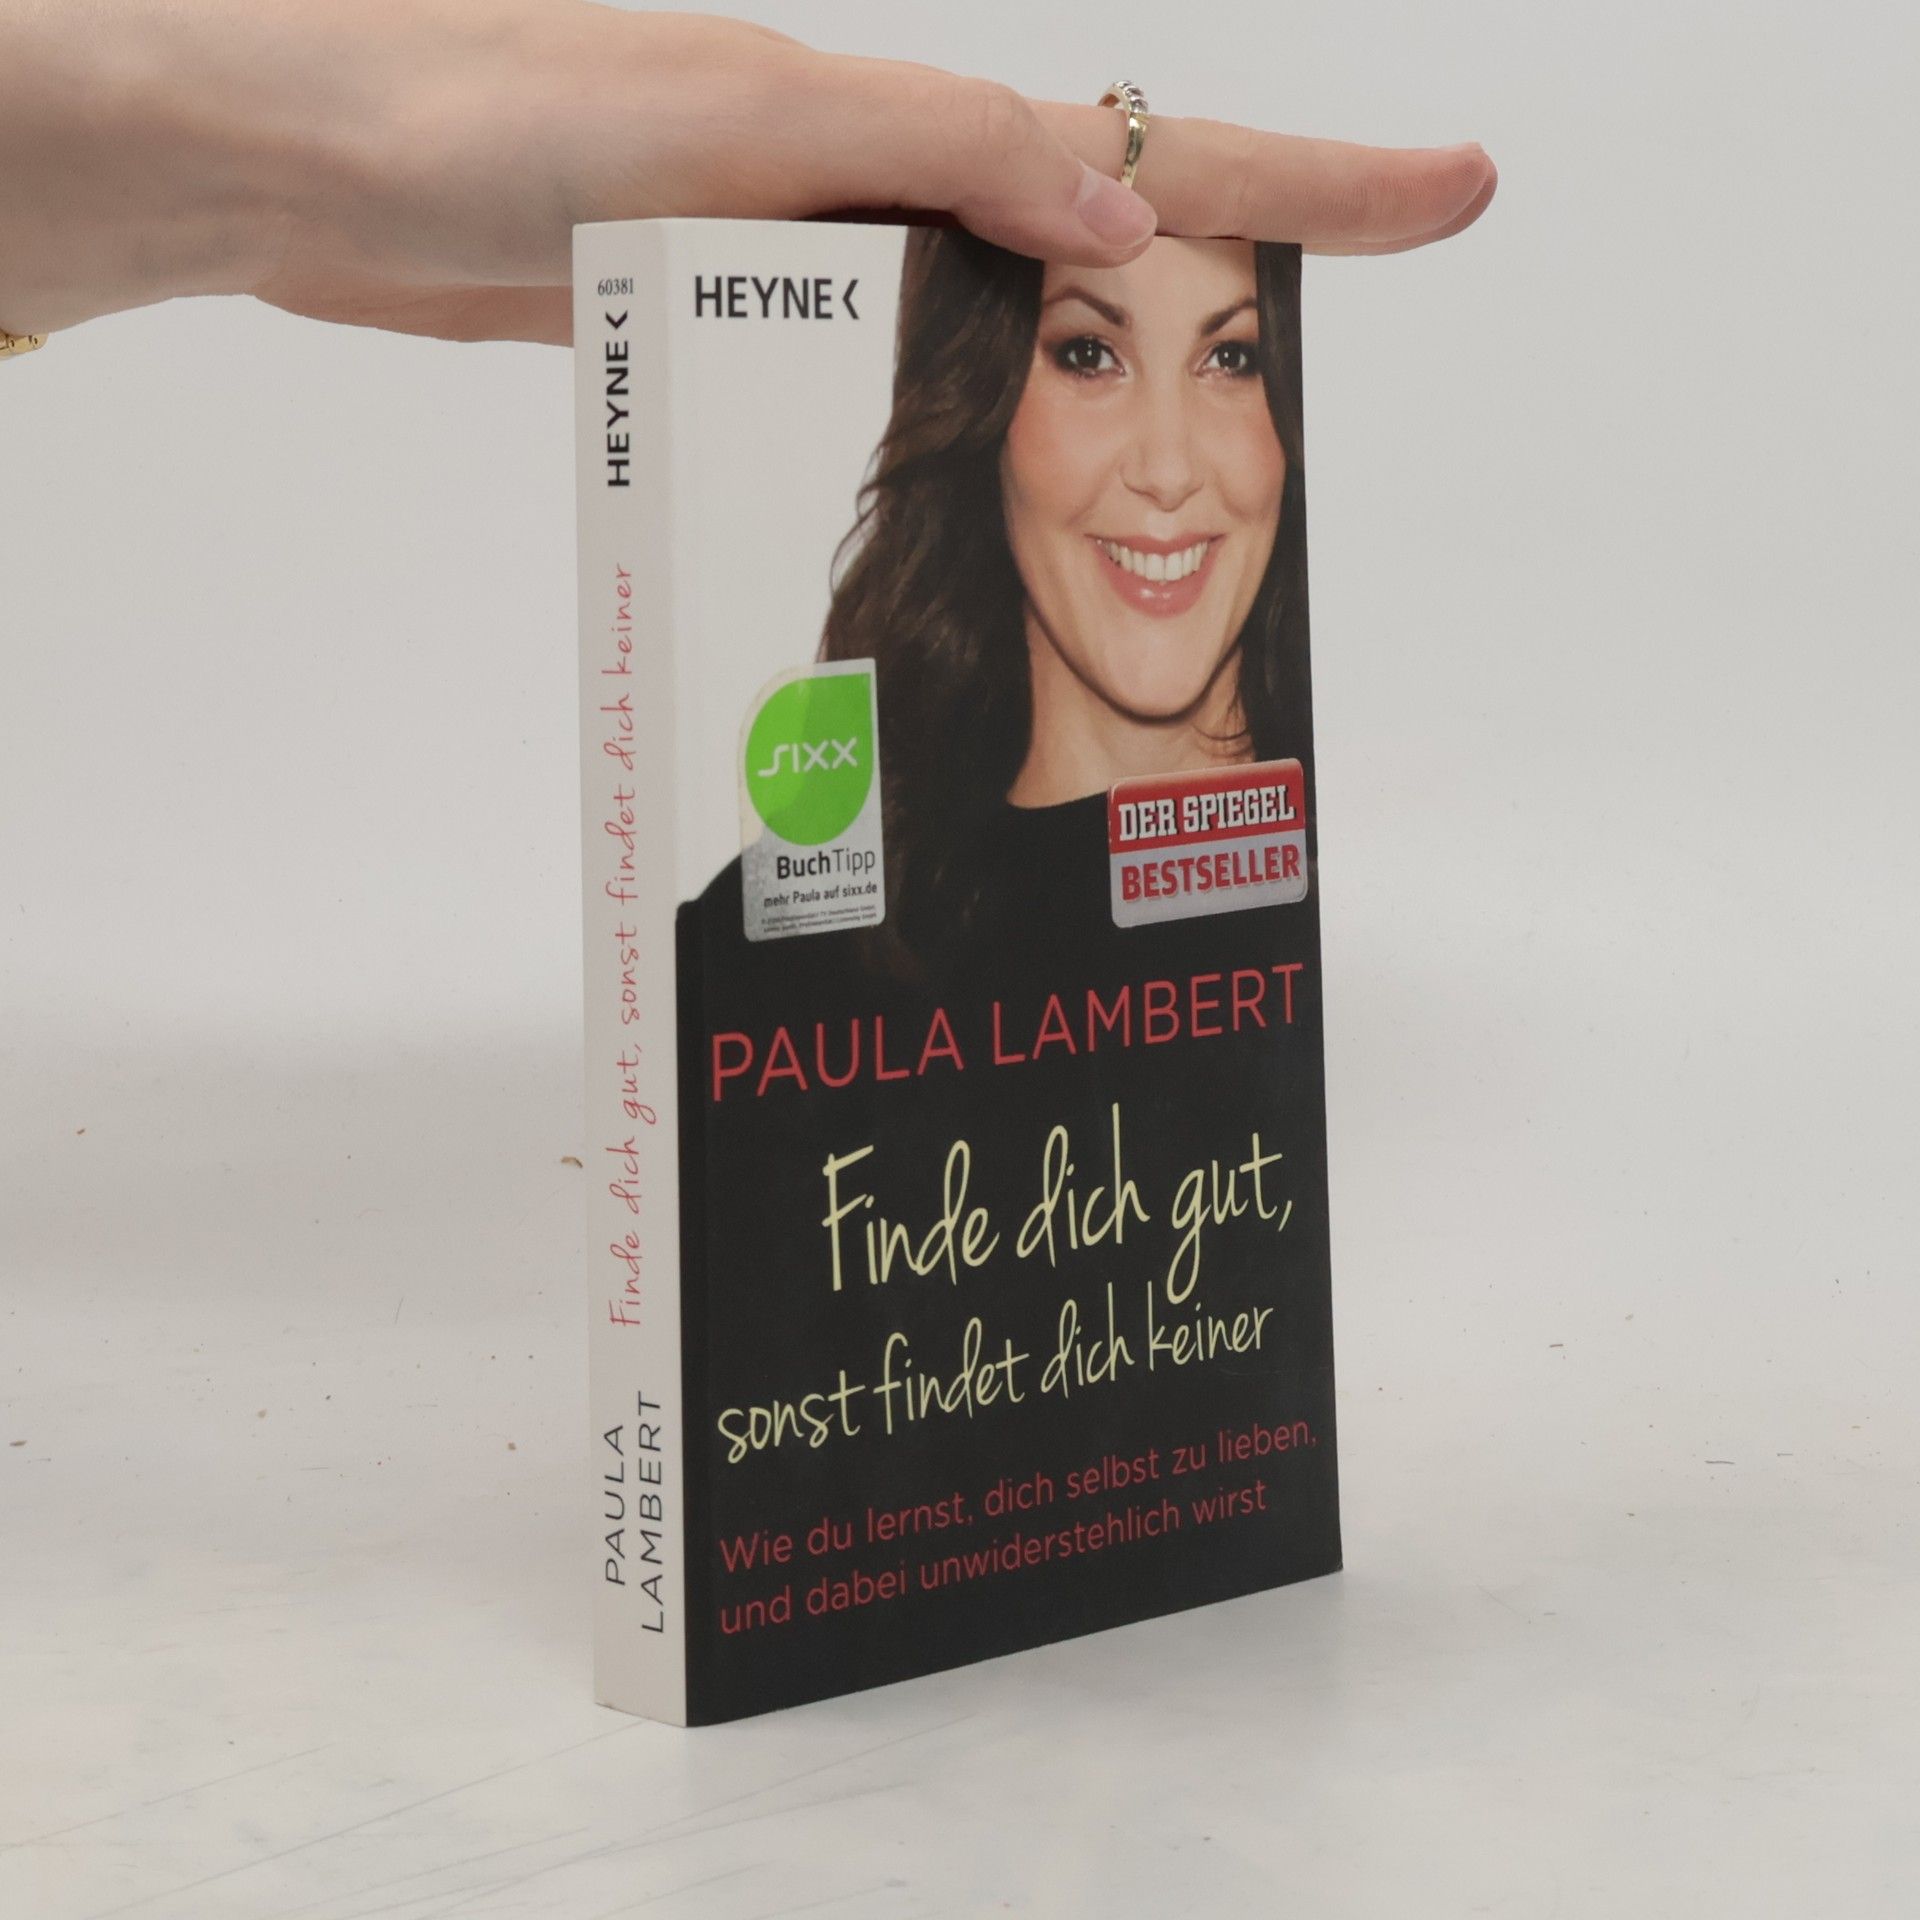 60381
HEYNE<
Finde dich gut, sonst findet dich keiner
PAULA
LAMBERT
HEYNE<
sixx
BuchTipp
mehr Paula auf sixx.de
DER SPIEGEL
BESTSELLER
PAULA LAMBERT
Finde dich gut,
sonst findet dich keiner
Wie du lernst, dich selbst zu lieben,
und dabei unwiderstehlich wirst